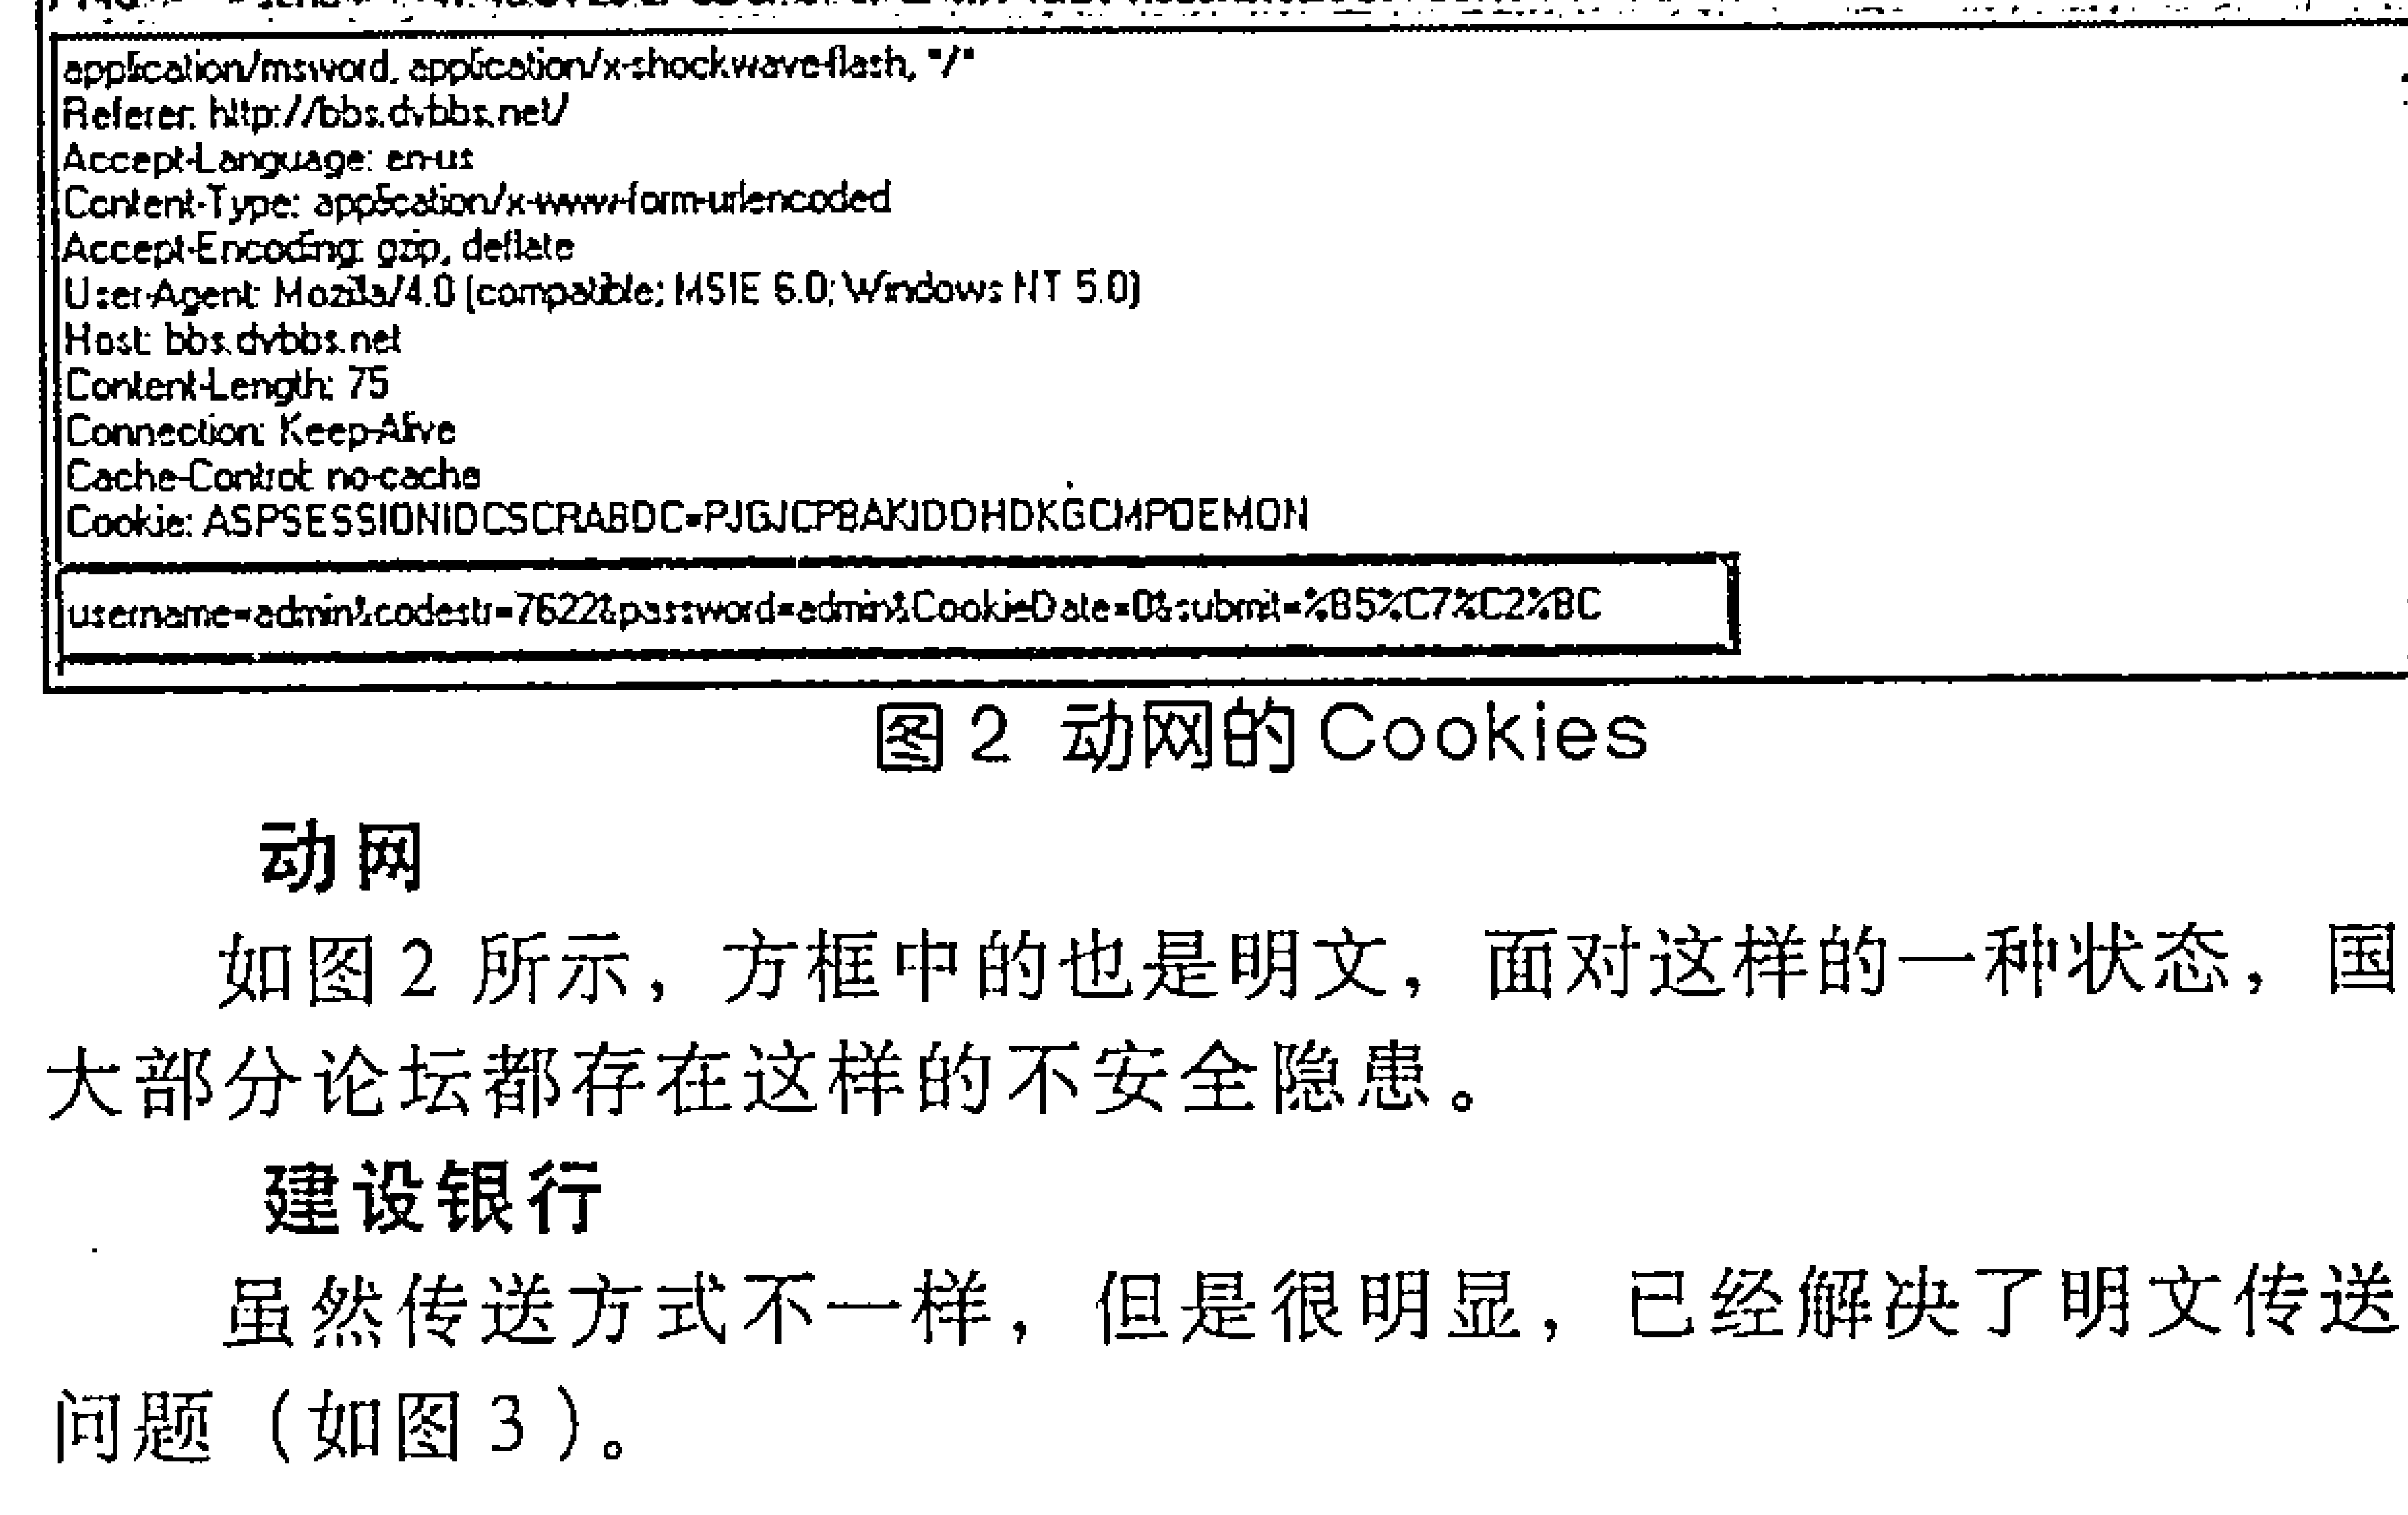 application/msword, application/x-shockwave-flash, "/"
Referer: http://bbs.dvbbs.net/
Accept-Language: en-us
Content-Type: application/x-www-form-urlencoded
Accept-Encoding: gzip, deflate
User-Agent: Mozilla/4.0 (compatible; MSIE 6.0; Windows NT 5.0)
Host: bbs.dvbbs.net
Content-Length: 75
Connection: Keep-Alive
Cache-Control: no-cache
Cookie: ASPSESSIONIDCSCRABDC=PJGJCPBAKJDDHDKGCMPOEMON
username=admin&codestr=7622&password=admin&CookieDate=0&submit=%B5%C7%C2%BC
图2 动网的Cookies
动网
如图2所示，方框中的也是明文，面对这样的一种状态，国
大部分论坛都存在这样的不安全隐患。
建设银行
虽然传送方式不一样，但是很明显，已经解决了明文传送
问题（如图3）。